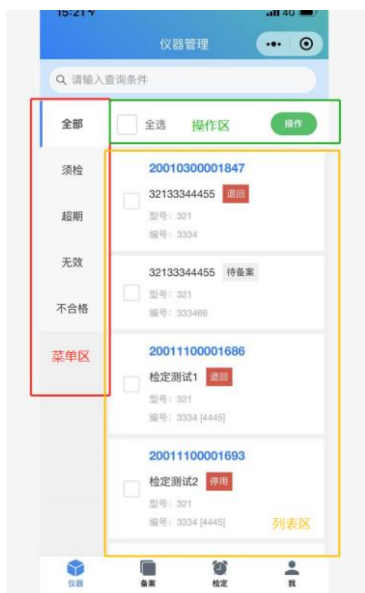 15:21
4G
仪器管理
请输入查询条件
全部
全选
操作区
操作
须检
超期
无效
不合格
菜单区
20010300001847
32133344455 退回
型号：321
编号：3334
32133344455 待备案
型号：321
编号：333466
20011100001686
检定测试1 退回
型号：321
编号：3334 [4445]
20011100001693
检定测试2 停用
型号：321
编号：3334 [4445]
列表区
仪器
备案
检定
我